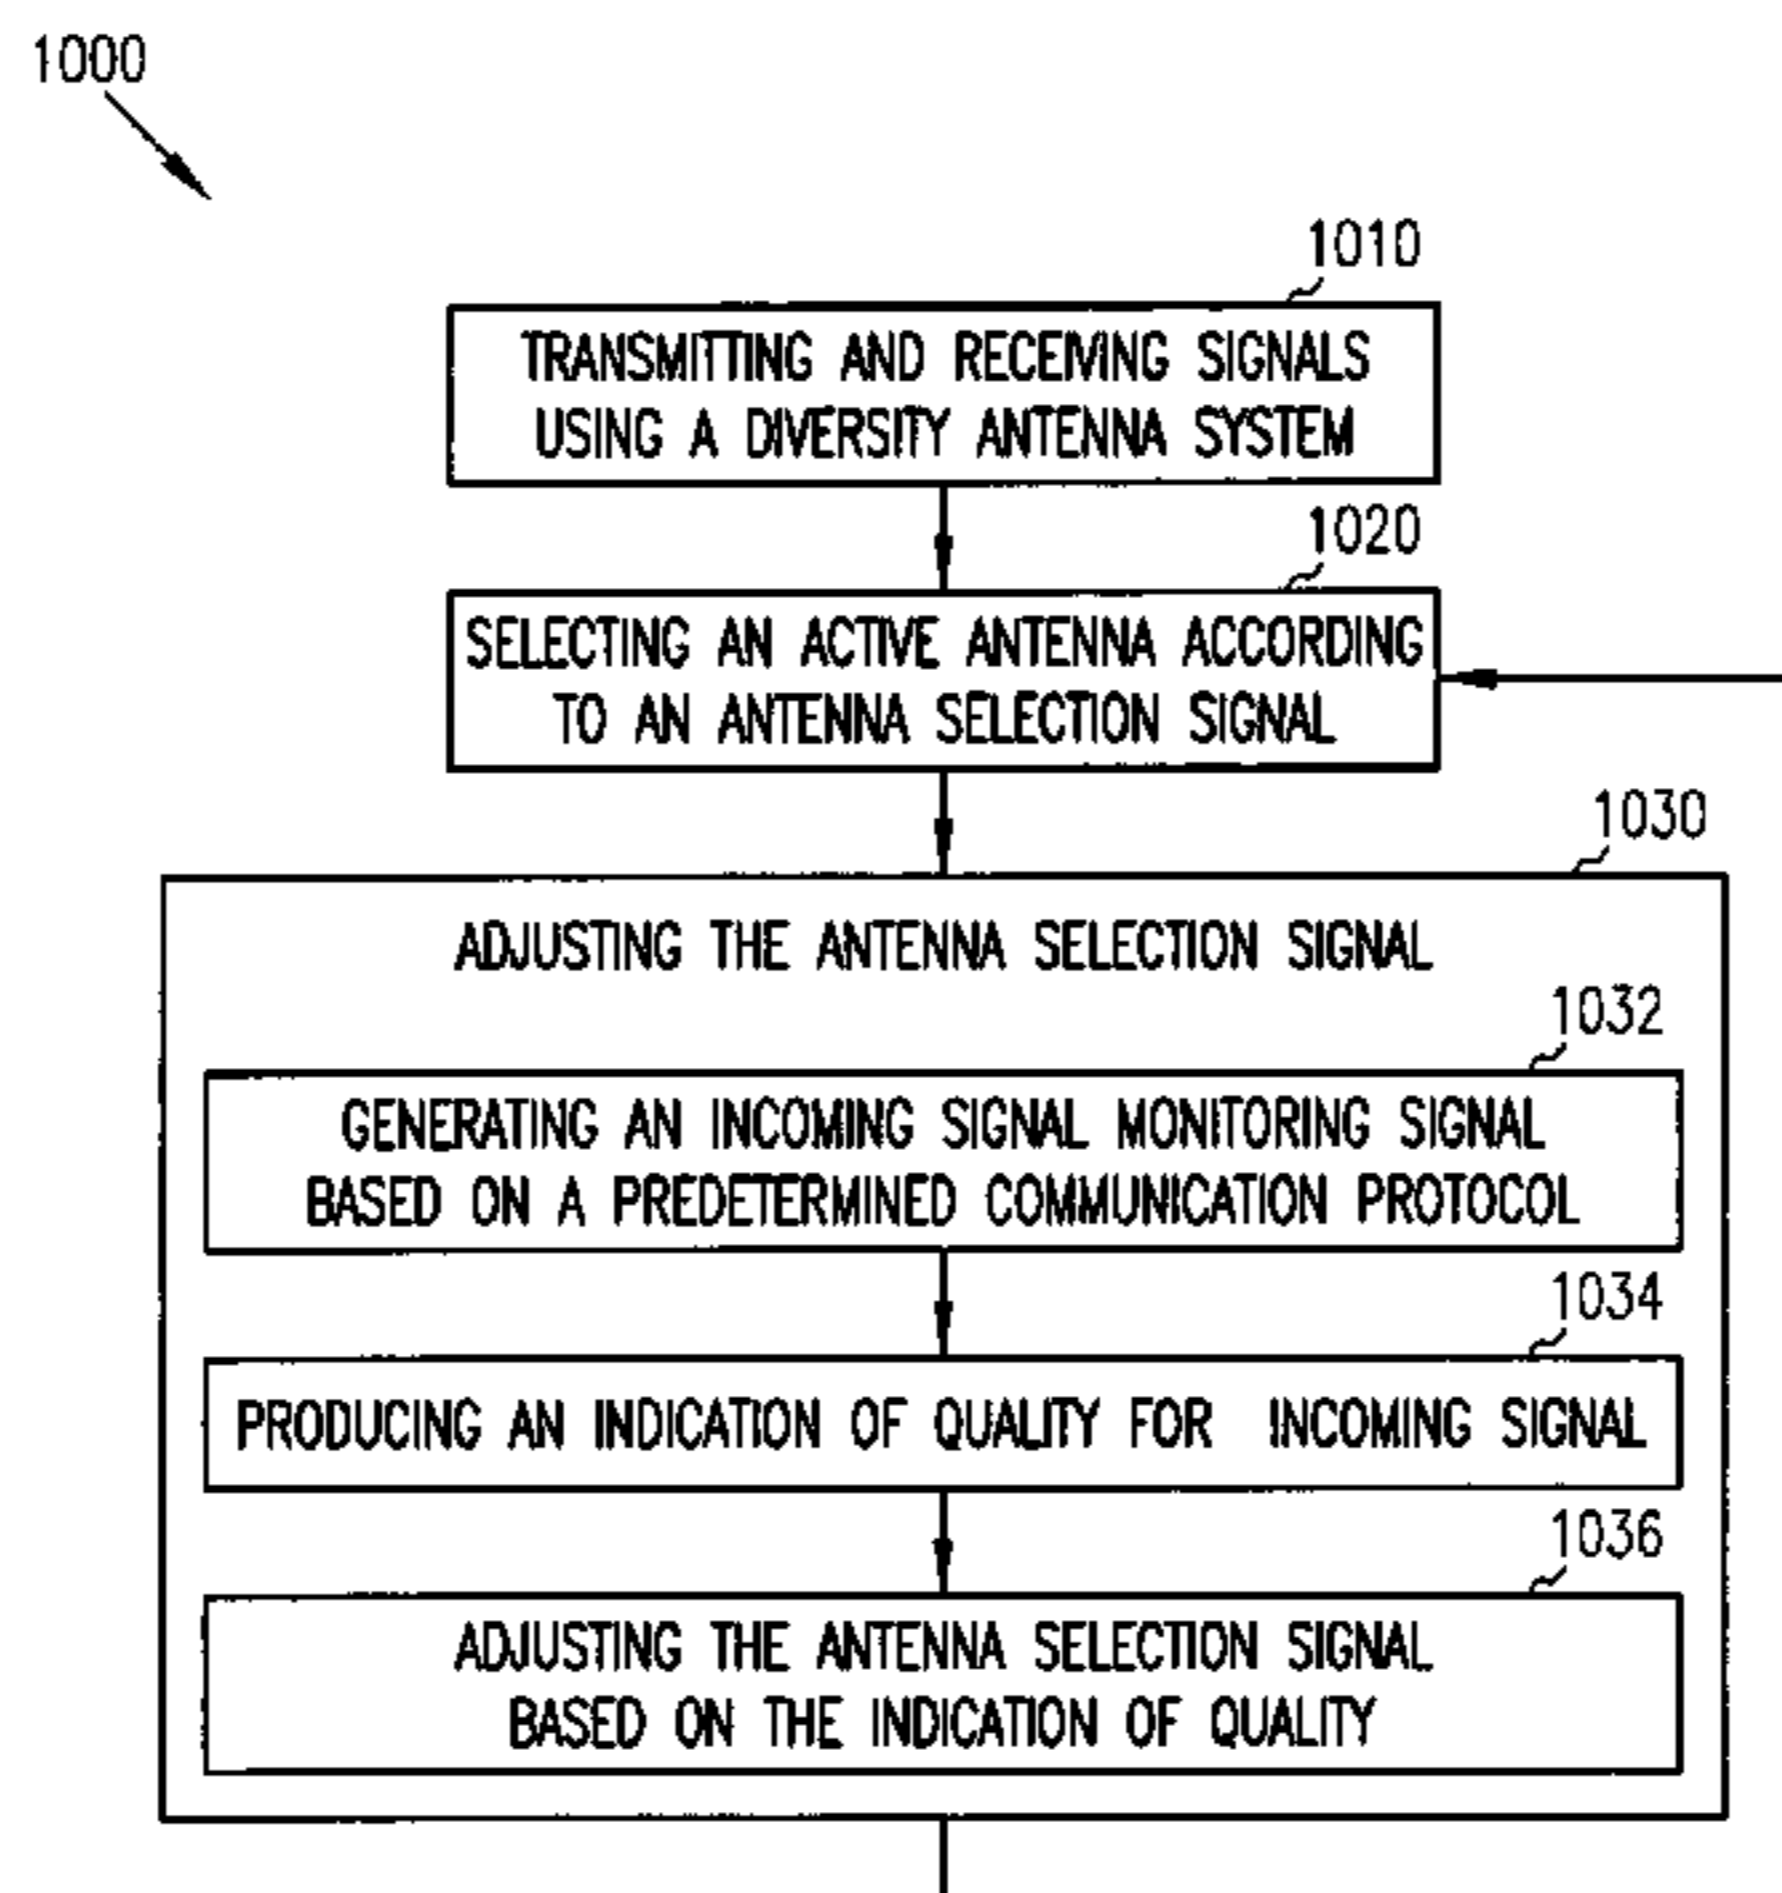 1000
1010
TRANSMITTING AND RECEIVING SIGNALS
USING A DIVERSITY ANTENNA SYSTEM
1020
SELECTING AN ACTIVE ANTENNA ACCORDING
TO AN ANTENNA SELECTION SIGNAL
1030
ADJUSTING THE ANTENNA SELECTION SIGNAL
1032
GENERATING AN INCOMING SIGNAL MONITORING SIGNAL
BASED ON A PREDETERMINED COMMUNICATION PROTOCOL
1034
PRODUCING AN INDICATION OF QUALITY FOR INCOMING SIGNAL
1036
ADJUSTING THE ANTENNA SELECTION SIGNAL
BASED ON THE INDICATION OF QUALITY